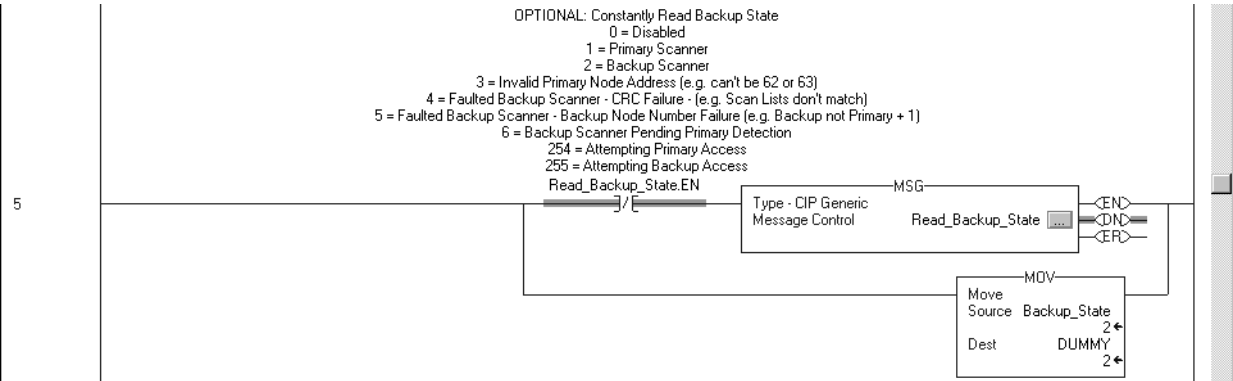 OPTIONAL: Constantly Read Backup State
0 = Disabled
1 = Primary Scanner
2 = Backup Scanner
3 = Invalid Primary Node Address (e.g. can't be 62 or 63)
4 = Faulted Backup Scanner - CRC Failure - (e.g. Scan Lists don't match)
5 = Faulted Backup Scanner - Backup Node Number Failure (e.g. Backup not Primary + 1)
6 = Backup Scanner Pending Primary Detection
254 = Attempting Primary Access
255 = Attempting Backup Access
Read_Backup_State.EN
MSG
5
Type - CIP Generic
EN
Message Control Read_Backup_State ...
DN
ER
MOV
Move
Source Backup_State
2
Dest DUMMY
2